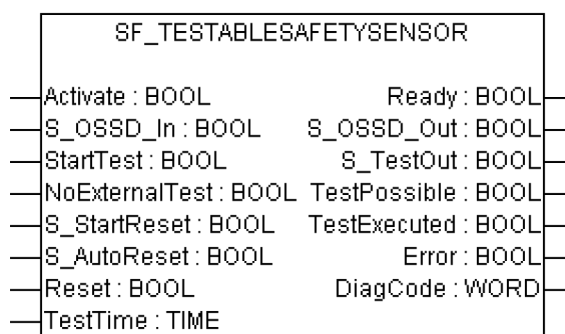 SF_TESTABLESAFETYSENSOR
Activate : BOOL Ready : BOOL
S_OSSD_In : BOOL S_OSSD_Out : BOOL
StartTest : BOOL S_TestOut : BOOL
NoExternalTest : BOOL TestPossible : BOOL
S_StartReset : BOOL TestExecuted : BOOL
S_AutoReset : BOOL Error : BOOL
Reset : BOOL DiagCode : WORD
TestTime : TIME